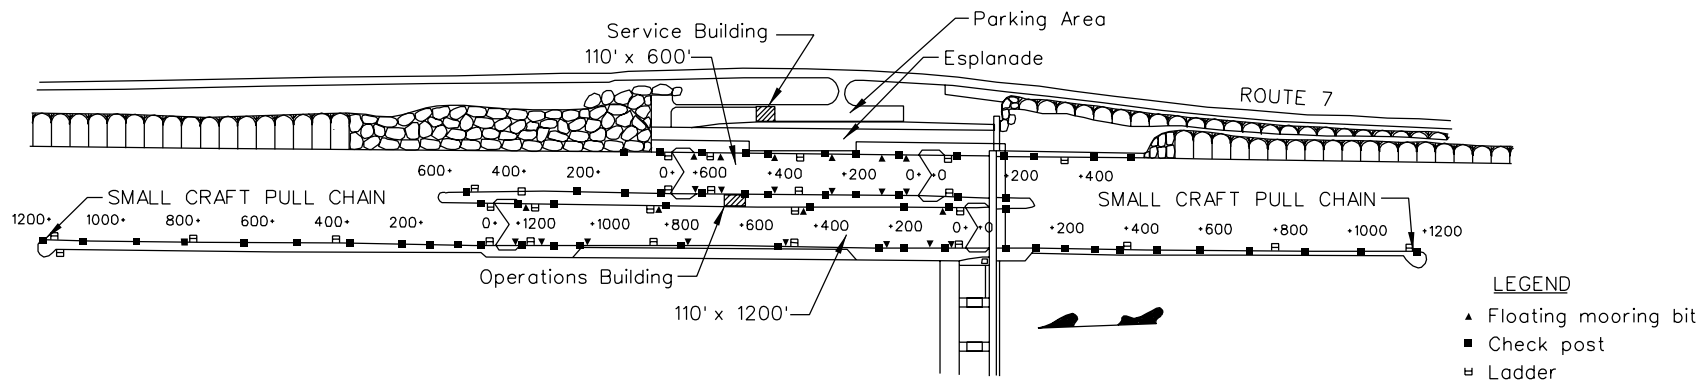 Parking Area
Service Building
110' x 600'
Esplanade
ROUTE 7
600+ 400+ 200+ 0+ +600 +400 +200 0+ +0 +200 +400
SMALL CRAFT PULL CHAIN
SMALL CRAFT PULL CHAIN
1200+ 1000+ 800+ 600+ 400+ 200+ 0+ +1200 +1000 +800 +600 +400 +200 0+ +0 +200 +400 +600 +800 +1000 +1200
Operations Building
110' x 1200'
LEGEND
Floating mooring bit
Check post
Ladder